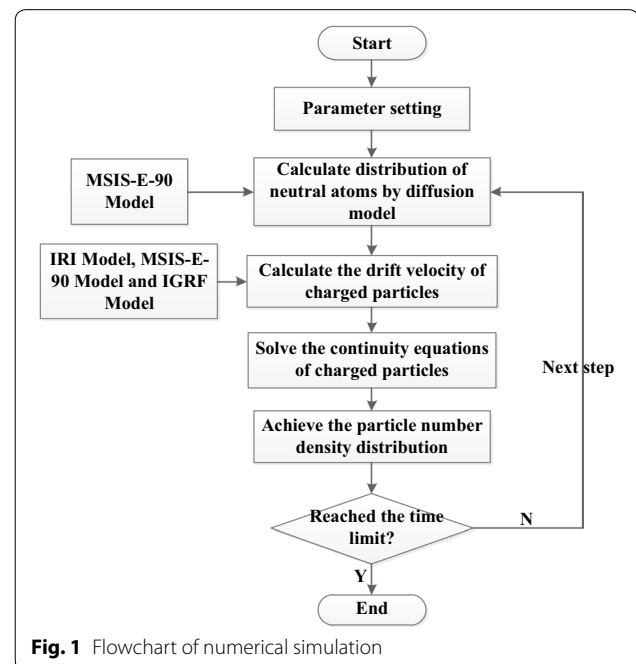 Start
Parameter setting
MSIS-E-90
Model
Calculate distribution of
neutral atoms by diffusion
model
IRI Model, MSIS-E-
90 Model and IGRF
Model
Calculate the drift velocity of
charged particles
Solve the continuity equations
of charged particles
Next step
Achieve the particle number
density distribution
Reached the time
limit?
N
Y
End
Fig. 1 Flowchart of numerical simulation